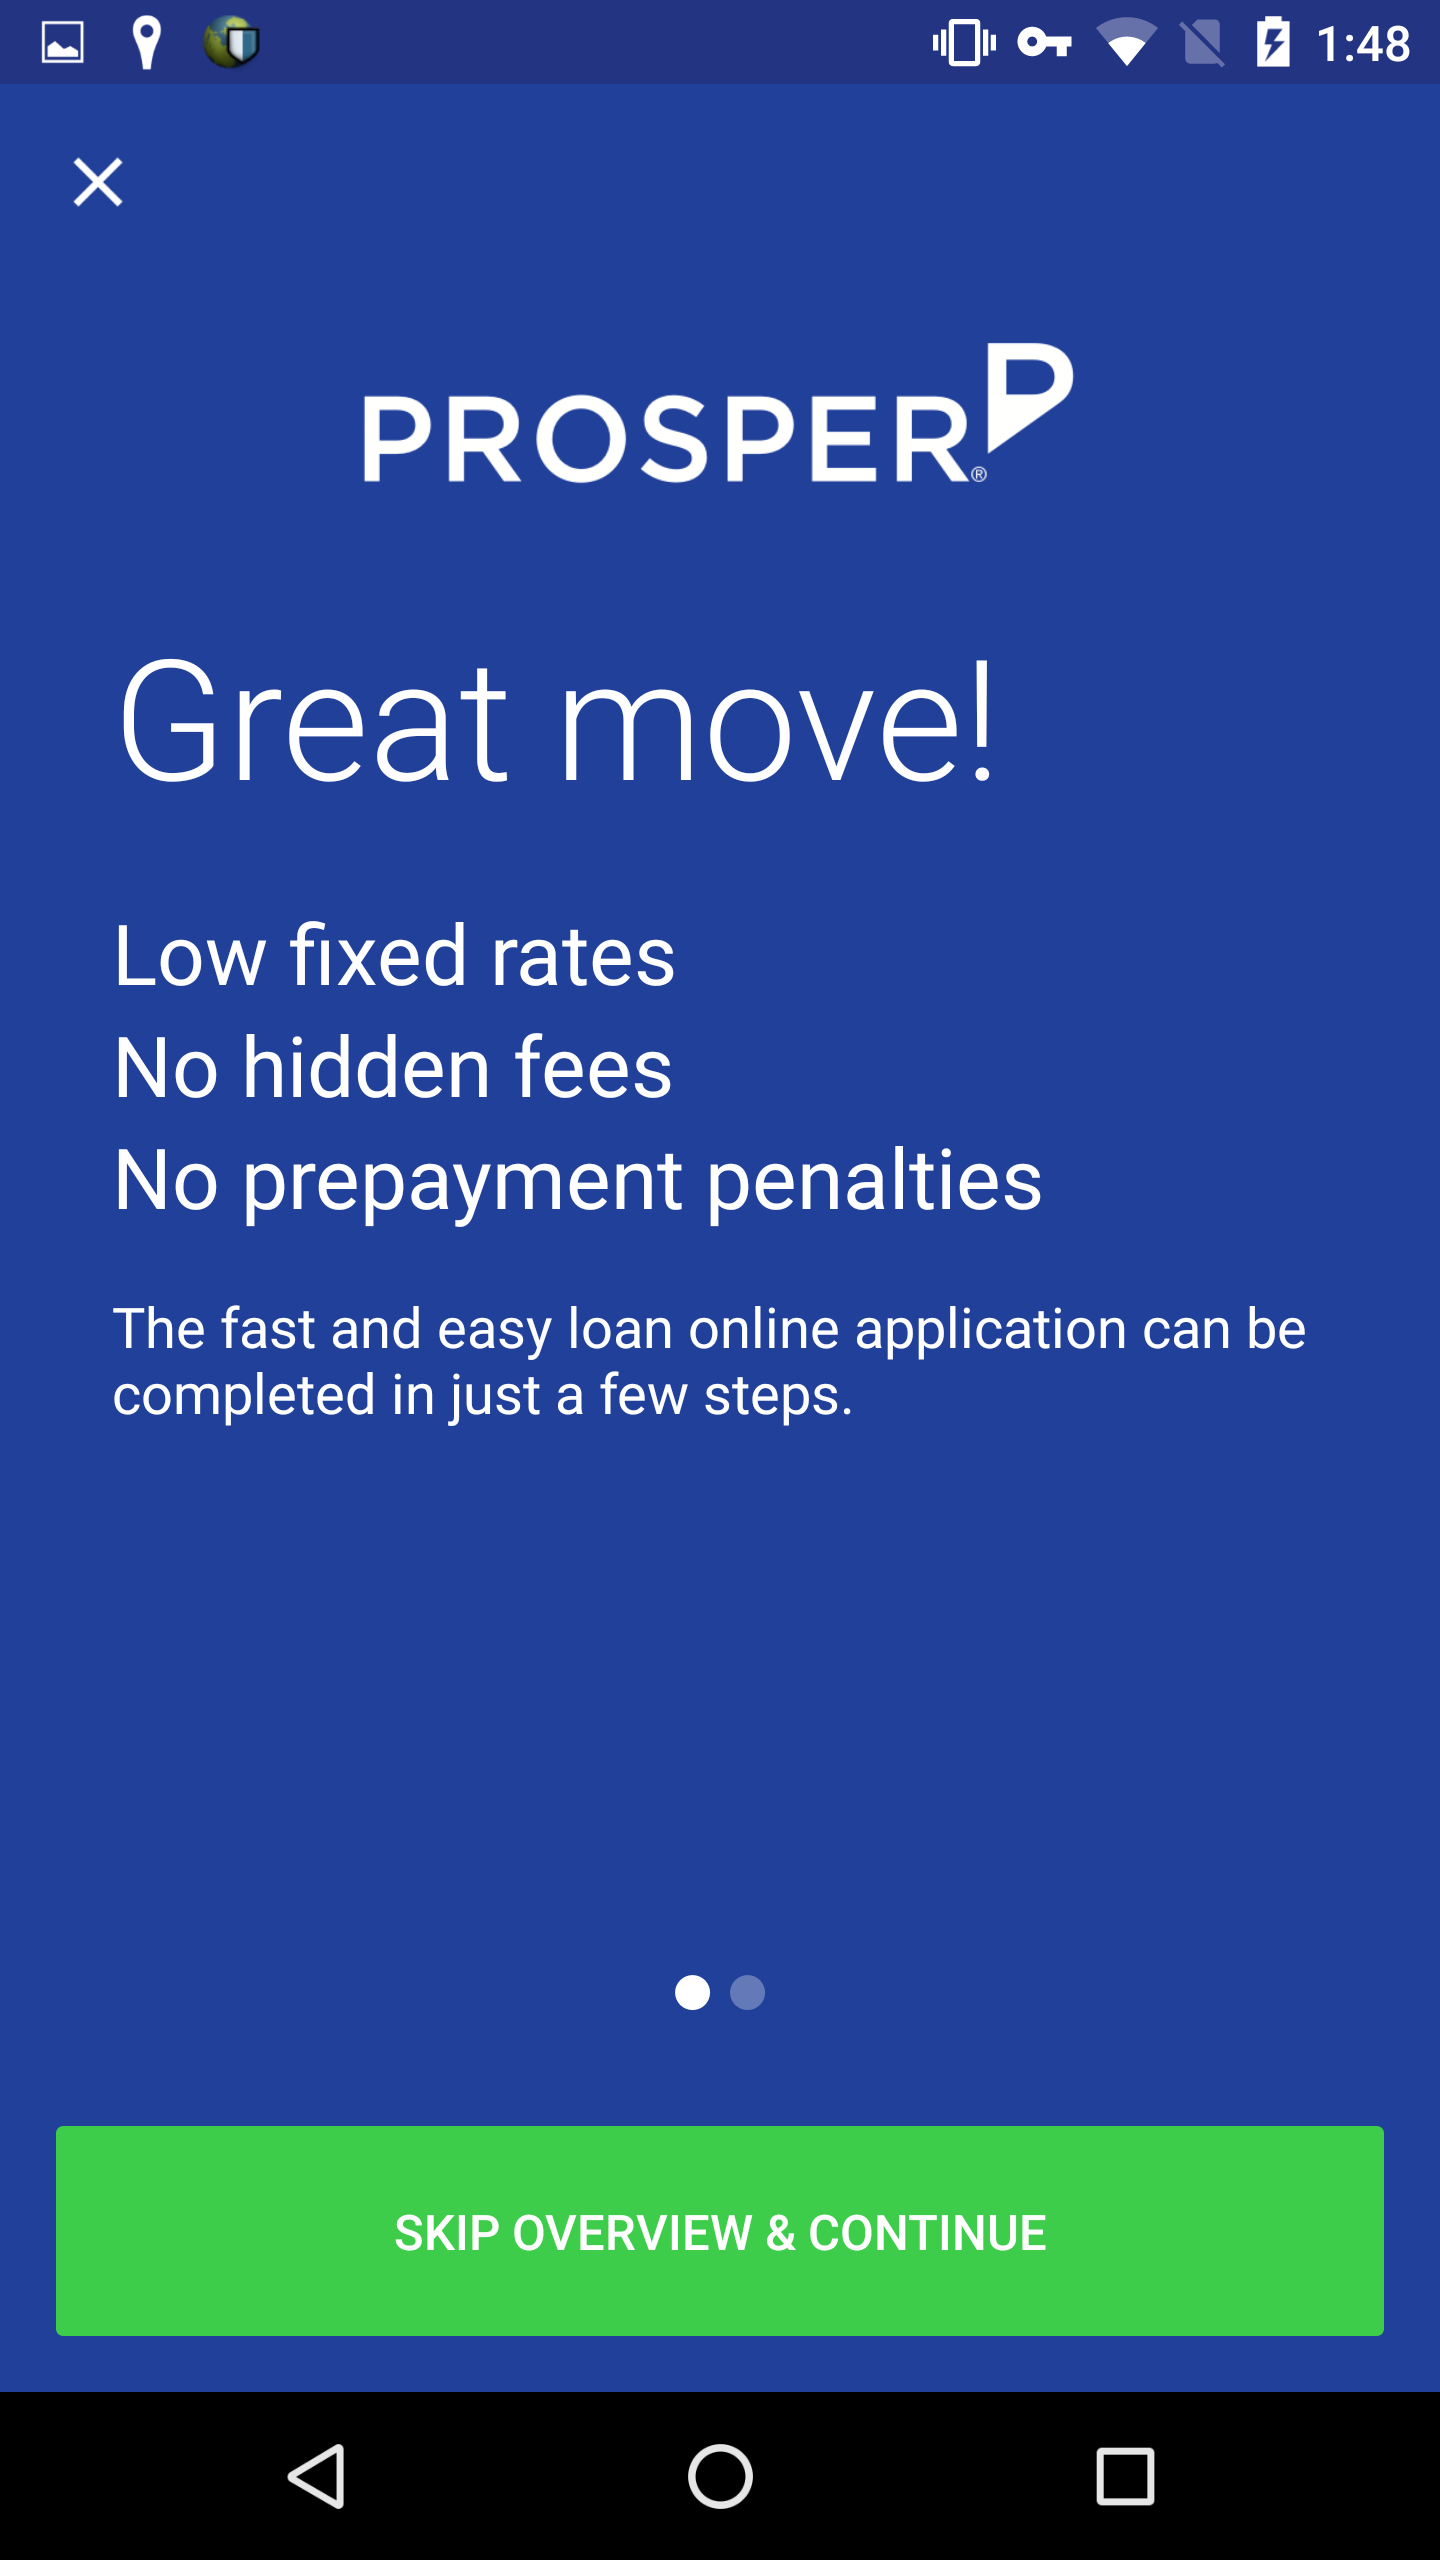 1:48
PROSPER®
Great move!
Low fixed rates
No hidden fees
No prepayment penalties
The fast and easy loan online application can be
completed in just a few steps.
SKIP OVERVIEW & CONTINUE